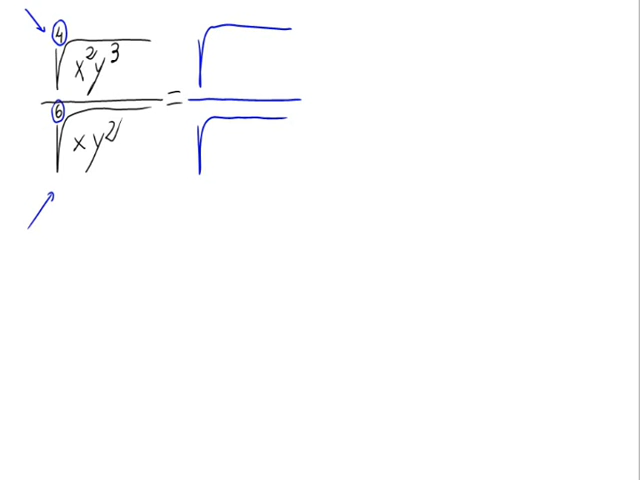 4√x²y³ = √
6√xy² √